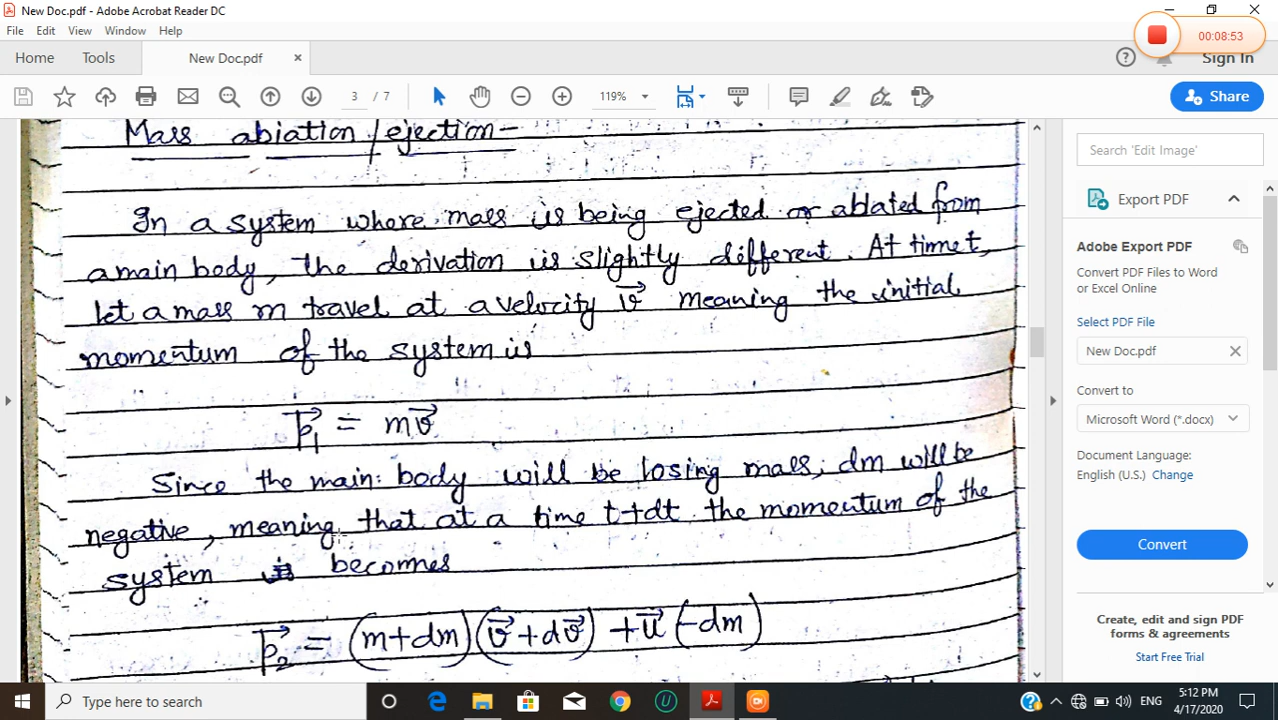 New Doc.pdf - Adobe Acrobat Reader DC
File Edit View Window Help
00:08:53
Home Tools New Doc.pdf × Sign In
3 / 7 119% Share
Mass abiation / ejection-
In a system where mass is being ejected or ablated from
a main body, the derivation is slightly different. At time t,
let a mass m travel at a velocity v⃗ meaning the initial
momentum of the system is
p⃗₁ = mv⃗
Since the main body will be losing mass, dm will be
negative, meaning that at a time t+dt the momentum of the
system becomes
p⃗₂ = (m+dm)(v⃗+dv⃗) + u⃗(-dm)
Search 'Edit Image'
Export PDF
Adobe Export PDF
Convert PDF Files to Word
or Excel Online
Select PDF File
New Doc.pdf
Convert to
Microsoft Word (*.docx)
Document Language:
English (U.S.) Change
Convert
Create, edit and sign PDF
forms & agreements
Start Free Trial
Type here to search
ENG
5:12 PM
4/17/2020